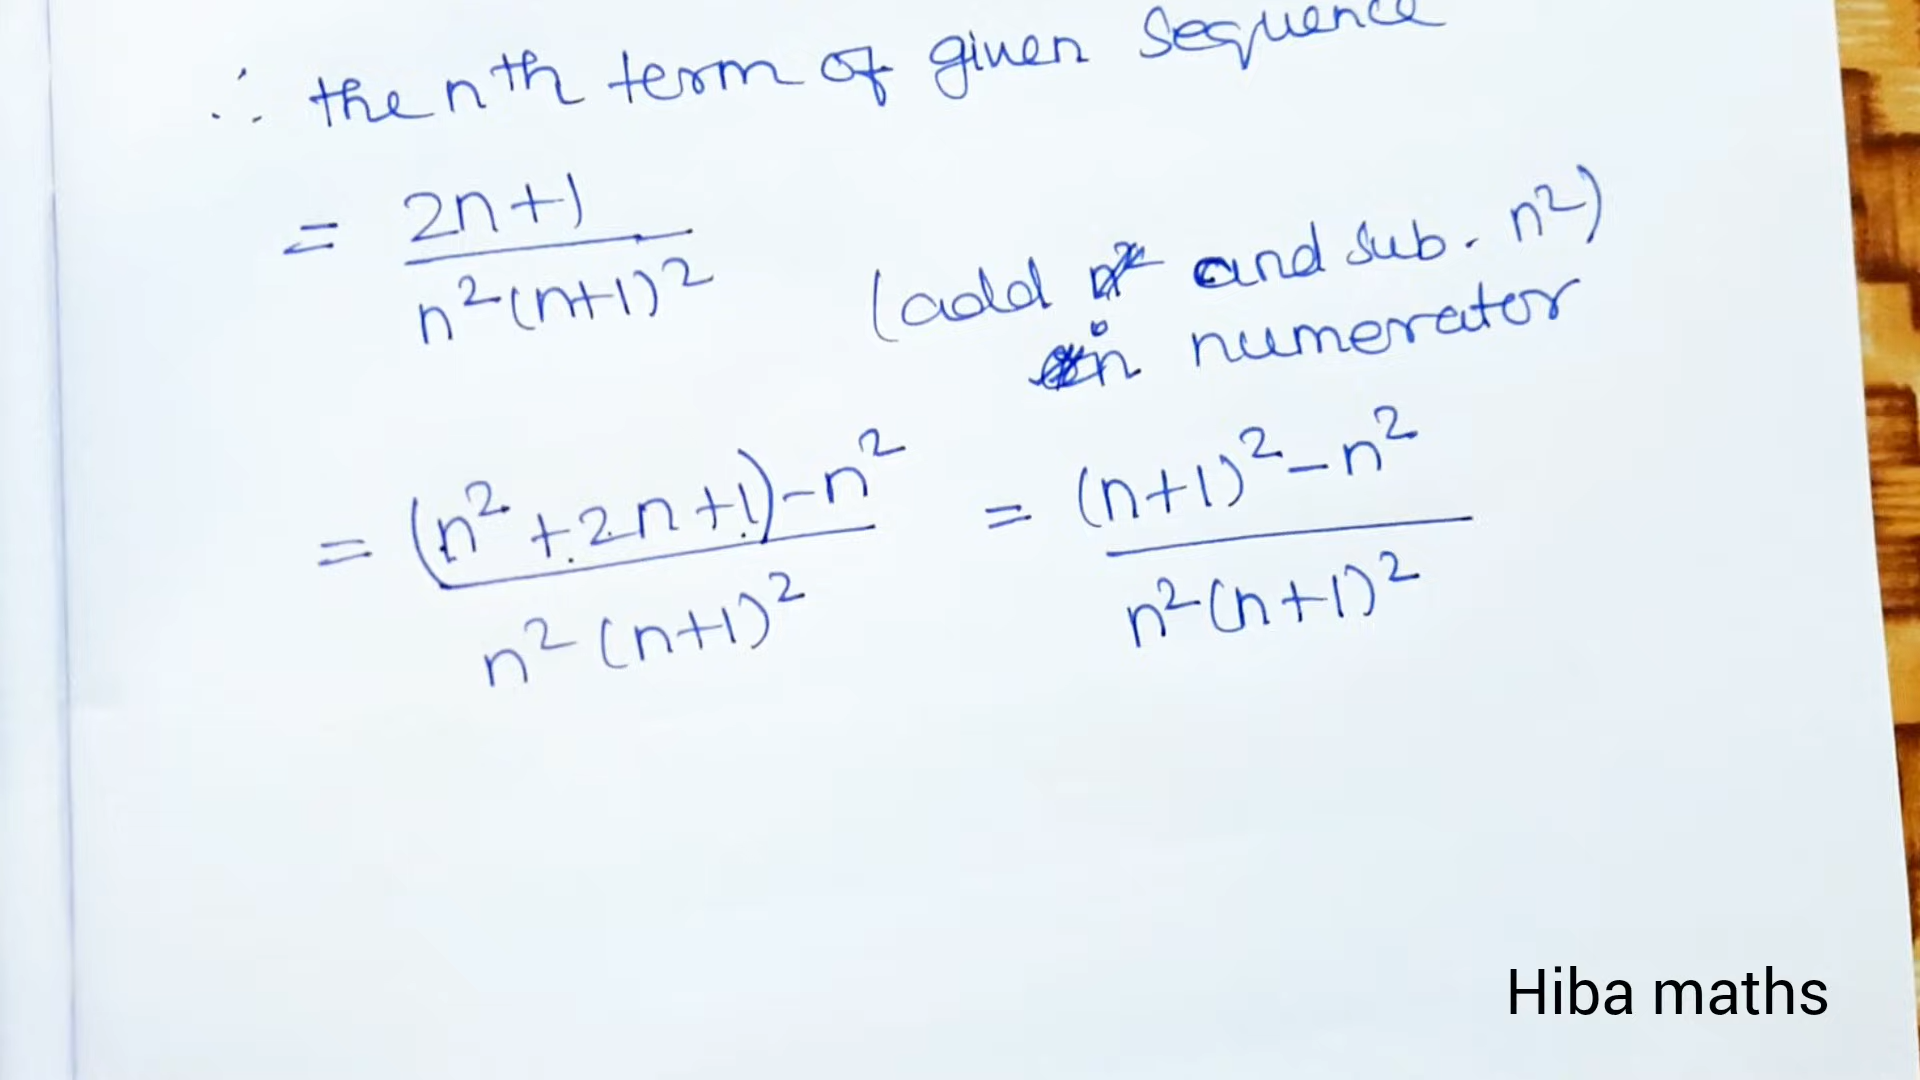 ∴ the nth term of given sequence
= 2n+1 / n²(n+1)²
(add n² and sub. n²)
in numerator
= (n²+2n+1)-n² / n²(n+1)² = (n+1)²-n² / n²(n+1)²
Hiba maths